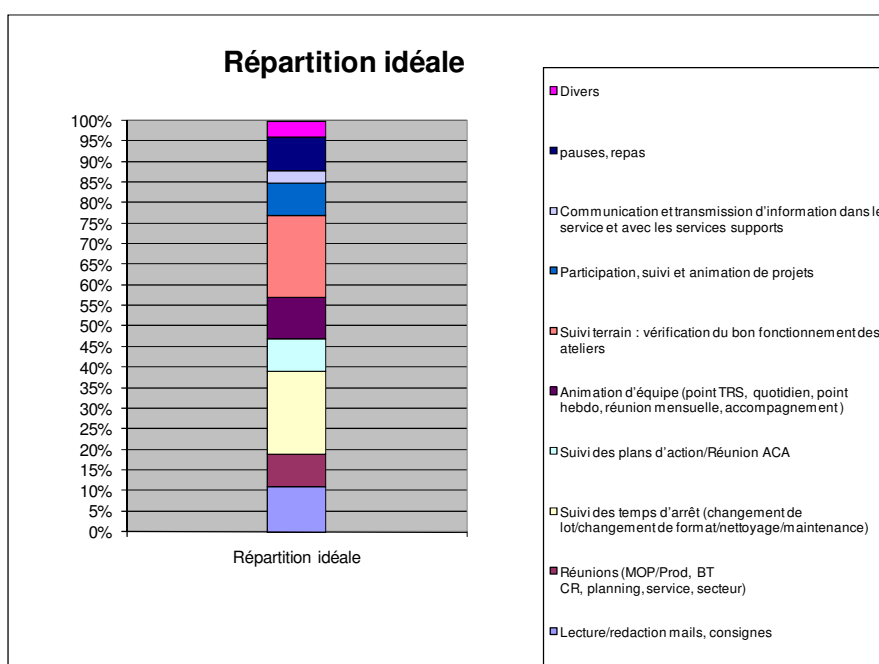 Répartition idéale
100%
95%
90%
85%
80%
75%
70%
65%
60%
55%
50%
45%
40%
35%
30%
25%
20%
15%
10%
5%
0%
Répartition idéale
Divers
pauses, repas
Communication et transmission d'information dans le
service et avec les services supports
Participation, suivi et animation de projets
Suivi terrain : vérification du bon fonctionnement des
ateliers
Animation d'équipe (point TRS, quotidien, point
hebdo, réunion mensuelle, accompagnement)
Suivi des plans d'action/Réunion ACA
Suivi des temps d'arrêt (changement de
lot/changement de format/nettoyage/maintenance)
Réunions (MOP/Prod, BT
CR, planning, service, secteur)
Lecture/redaction mails, consignes